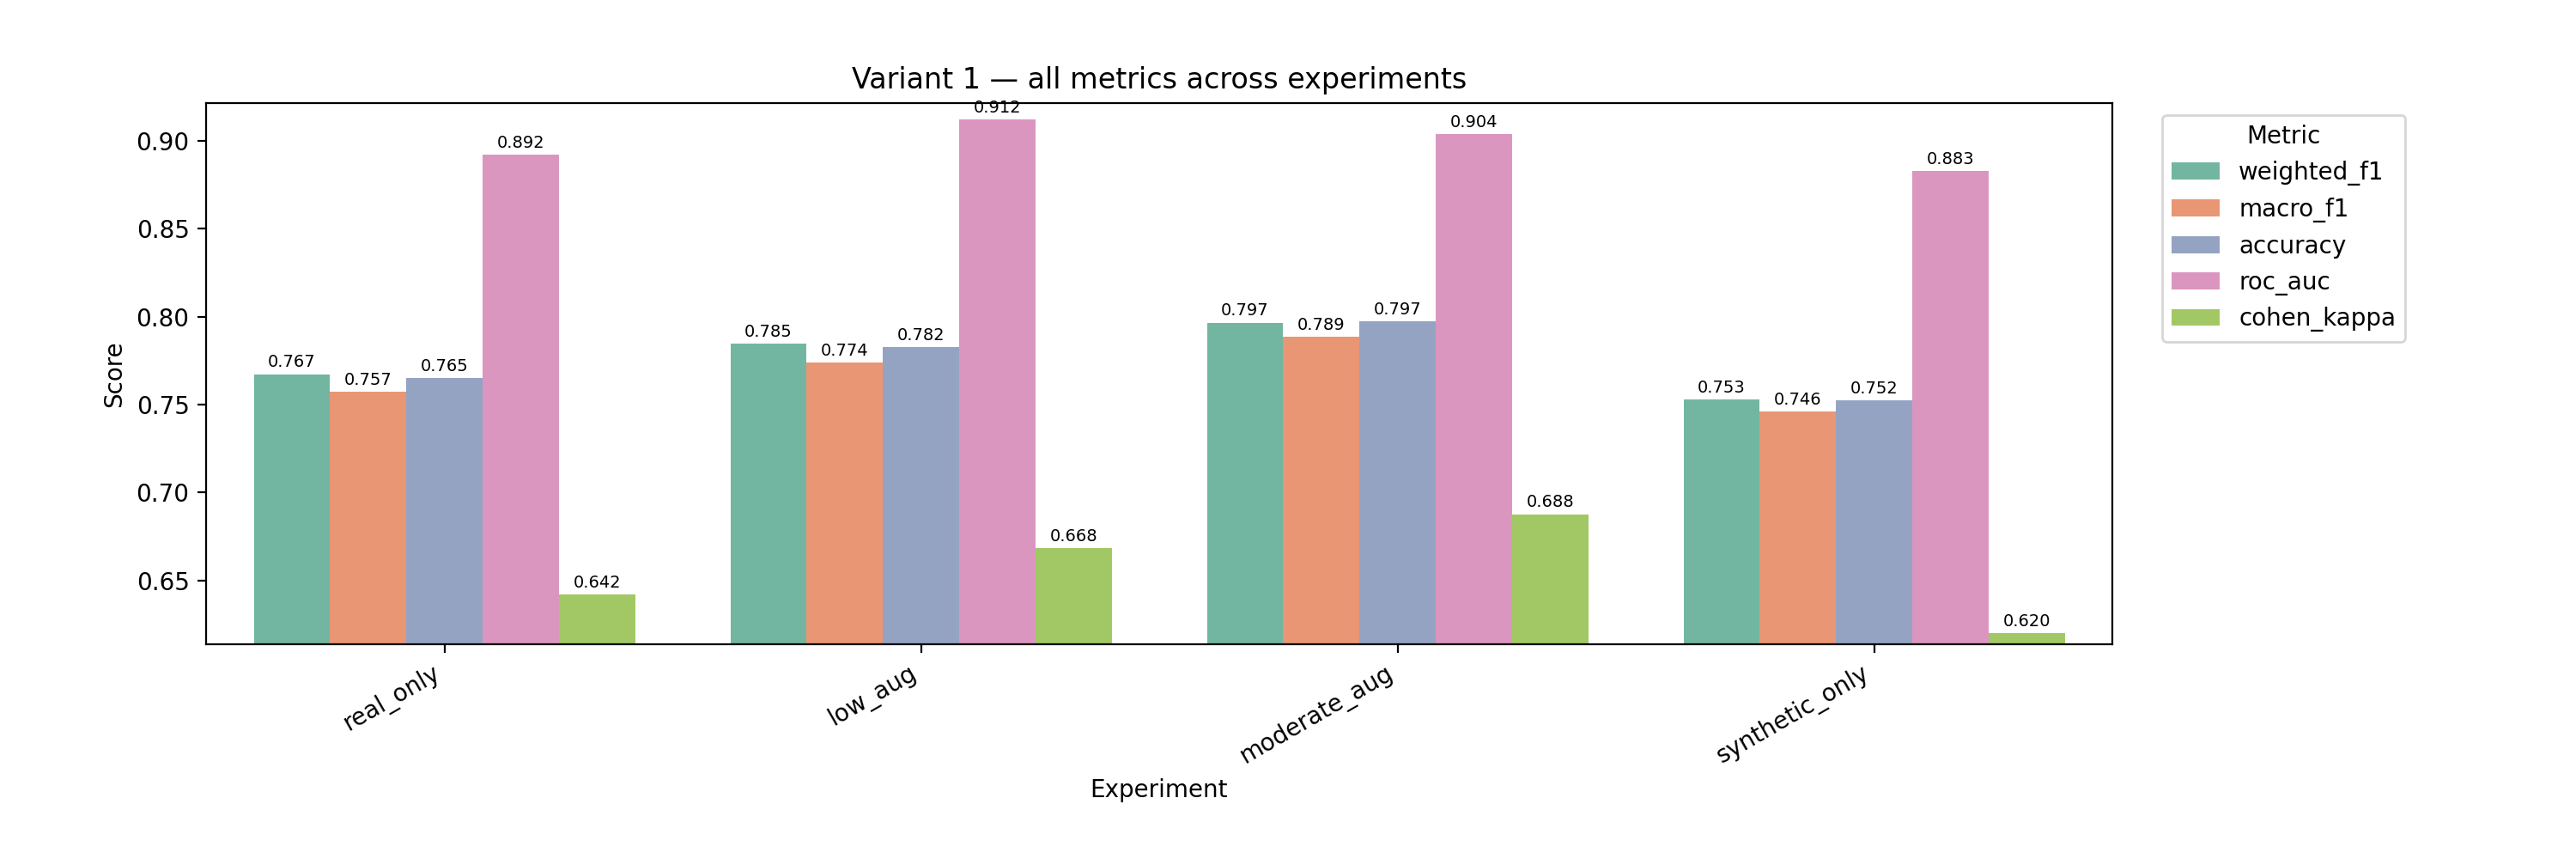 Variant 1 — all metrics across experiments
Score
0.90
0.85
0.80
0.75
0.70
0.65
0.767
0.757
0.765
0.892
0.642
0.785
0.774
0.782
0.912
0.668
0.797
0.789
0.797
0.904
0.688
0.753
0.746
0.752
0.883
0.620
real_only
low_aug
moderate_aug
synthetic_only
Experiment
Metric
weighted_f1
macro_f1
accuracy
roc_auc
cohen_kappa